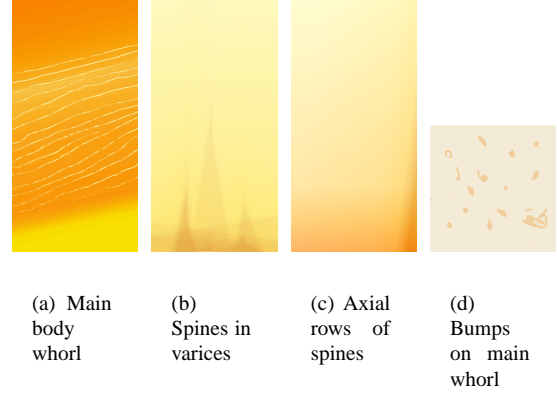 (a) Main
body
whorl
(b)
Spines in
varices
(c) Axial
rows of
spines
(d)
Bumps
on main
whorl